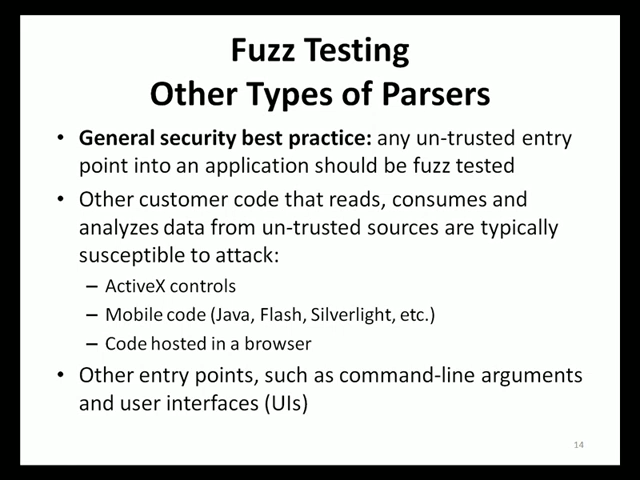 Fuzz Testing
Other Types of Parsers
• General security best practice: any un-trusted entry
point into an application should be fuzz tested
• Other customer code that reads, consumes and
analyzes data from un-trusted sources are typically
susceptible to attack:
– ActiveX controls
– Mobile code (Java, Flash, Silverlight, etc.)
– Code hosted in a browser
• Other entry points, such as command-line arguments
and user interfaces (UIs)
14